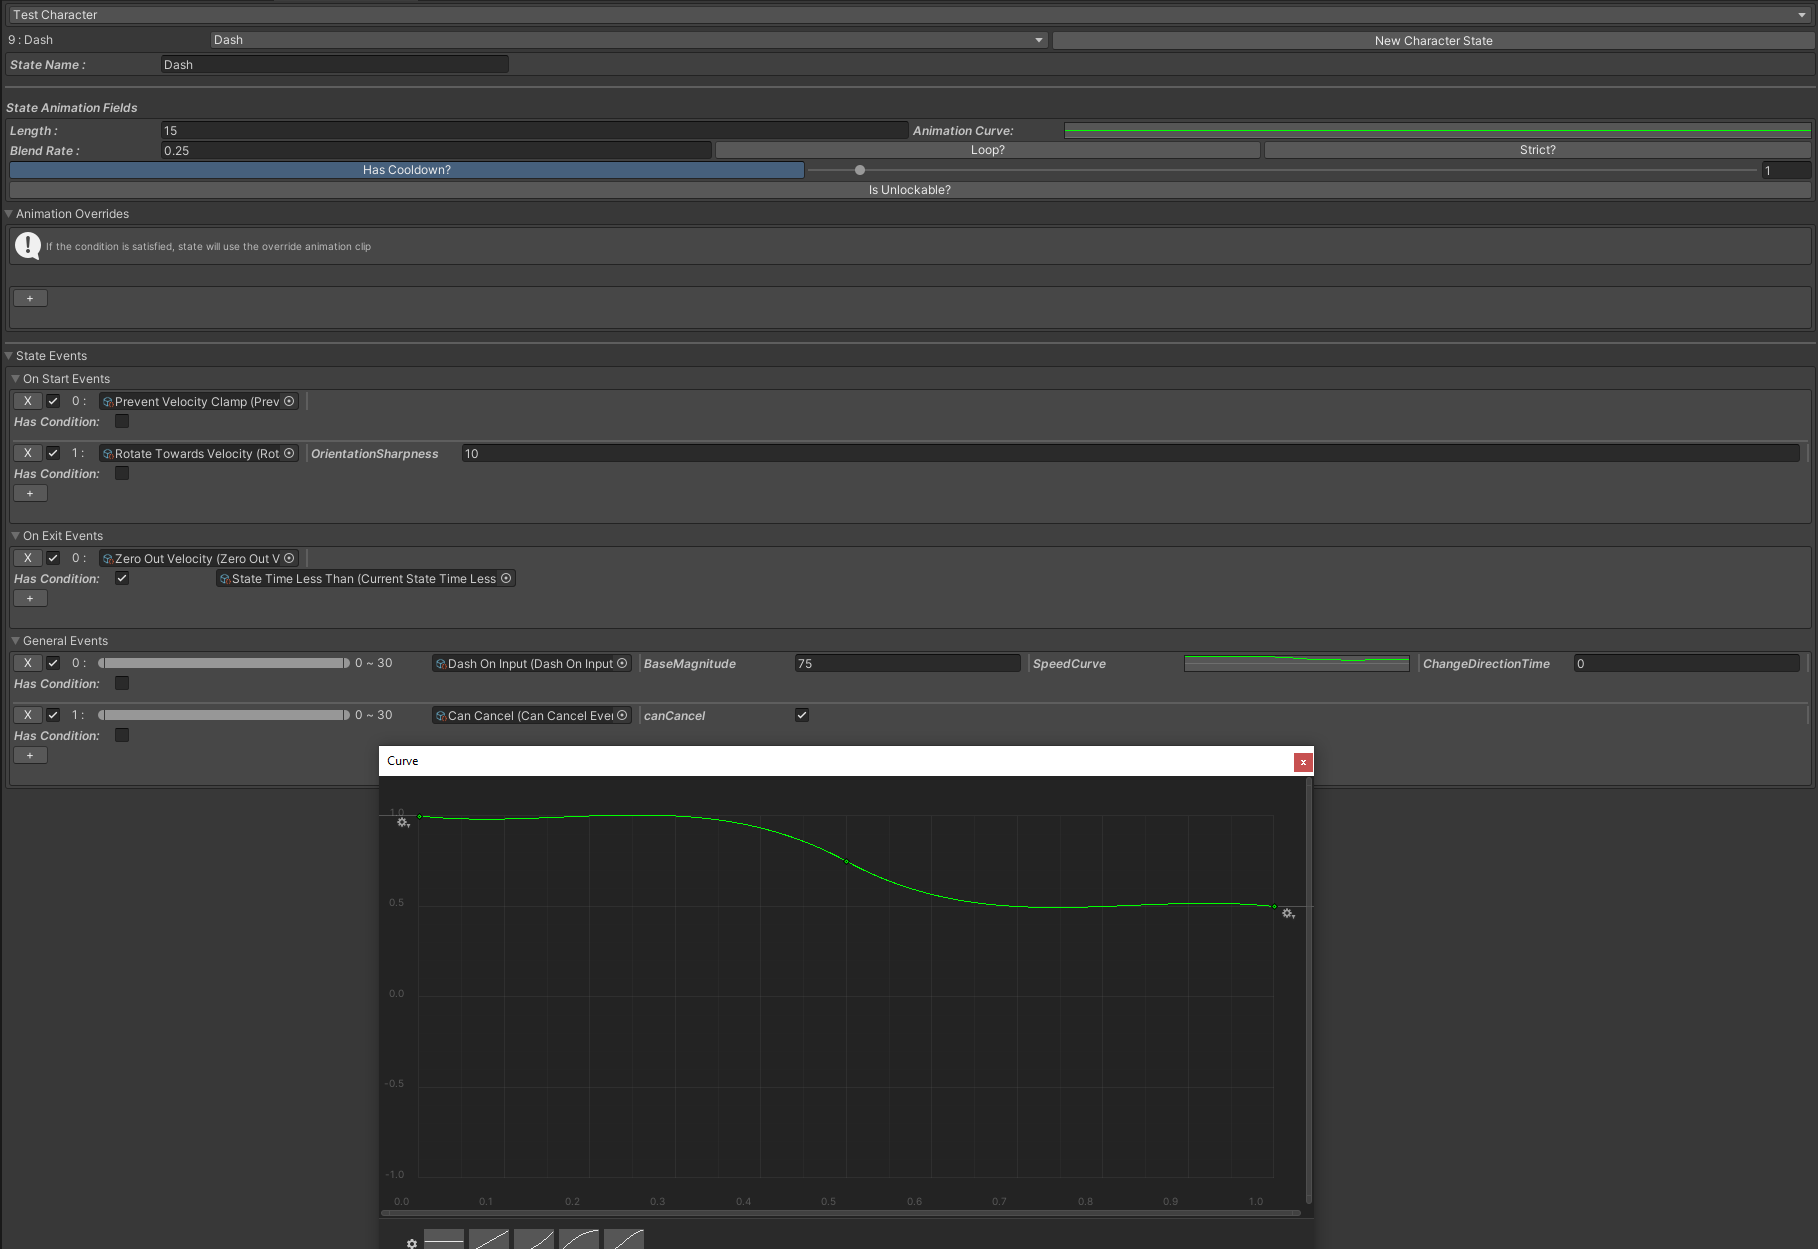 Test Character
9 : Dash Dash New Character State
State Name : Dash
State Animation Fields
Length : 15 Animation Curve:
Blend Rate : 0.25 Loop? Strict?
Has Cooldown? 1
Is Unlockable?
Animation Overrides
If the condition is satisfied, state will use the override animation clip
+
State Events
On Start Events
X 0 : Prevent Velocity Clamp (Prev
Has Condition:
X 1 : Rotate Towards Velocity (Rot OrientationSharpness 10
Has Condition:
+
On Exit Events
X 0 : Zero Out Velocity (Zero Out V
Has Condition: State Time Less Than (Current State Time Less
+
General Events
X 0 : 0 ~ 30 Dash On Input (Dash On Input BaseMagnitude 75 SpeedCurve ChangeDirectionTime 0
Has Condition:
X 1 : 0 ~ 30 Can Cancel (Can Cancel Eve canCancel
Has Condition:
+
Curve x
1.0
0.5
0.0
-0.5
-1.0
0.0 0.1 0.2 0.3 0.4 0.5 0.6 0.7 0.8 0.9 1.0